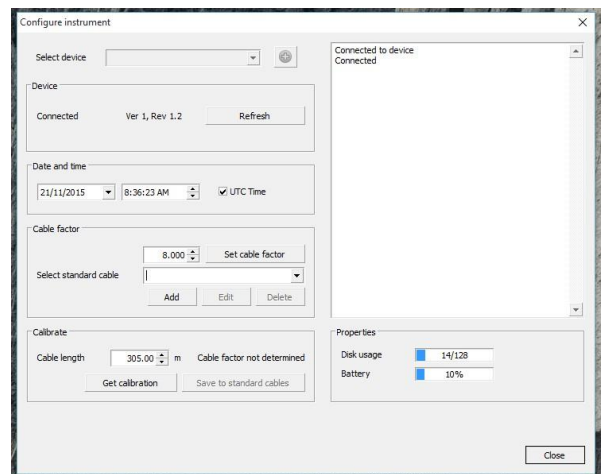 Configure instrument
Select device
Device
Connected Ver 1, Rev 1.2 Refresh
Date and time
21/11/2015 8:36:23 AM UTC Time
Cable factor
8.000 Set cable factor
Select standard cable
Add Edit Delete
Calibrate
Cable length 305.00 m Cable factor not determined
Get calibration Save to standard cables
Connected to device
Connected
Properties
Disk usage 14/128
Battery 10%
Close